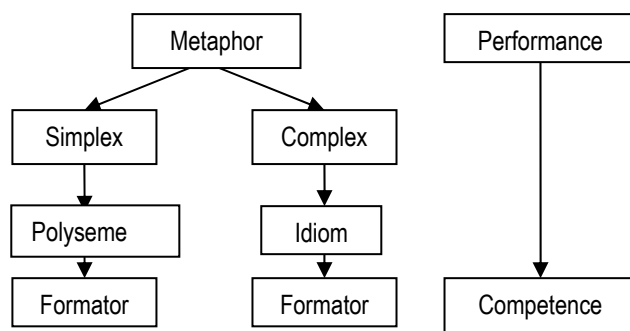 Metaphor
Performance
Simplex
Complex
Polyseme
Idiom
Formator
Formator
Competence